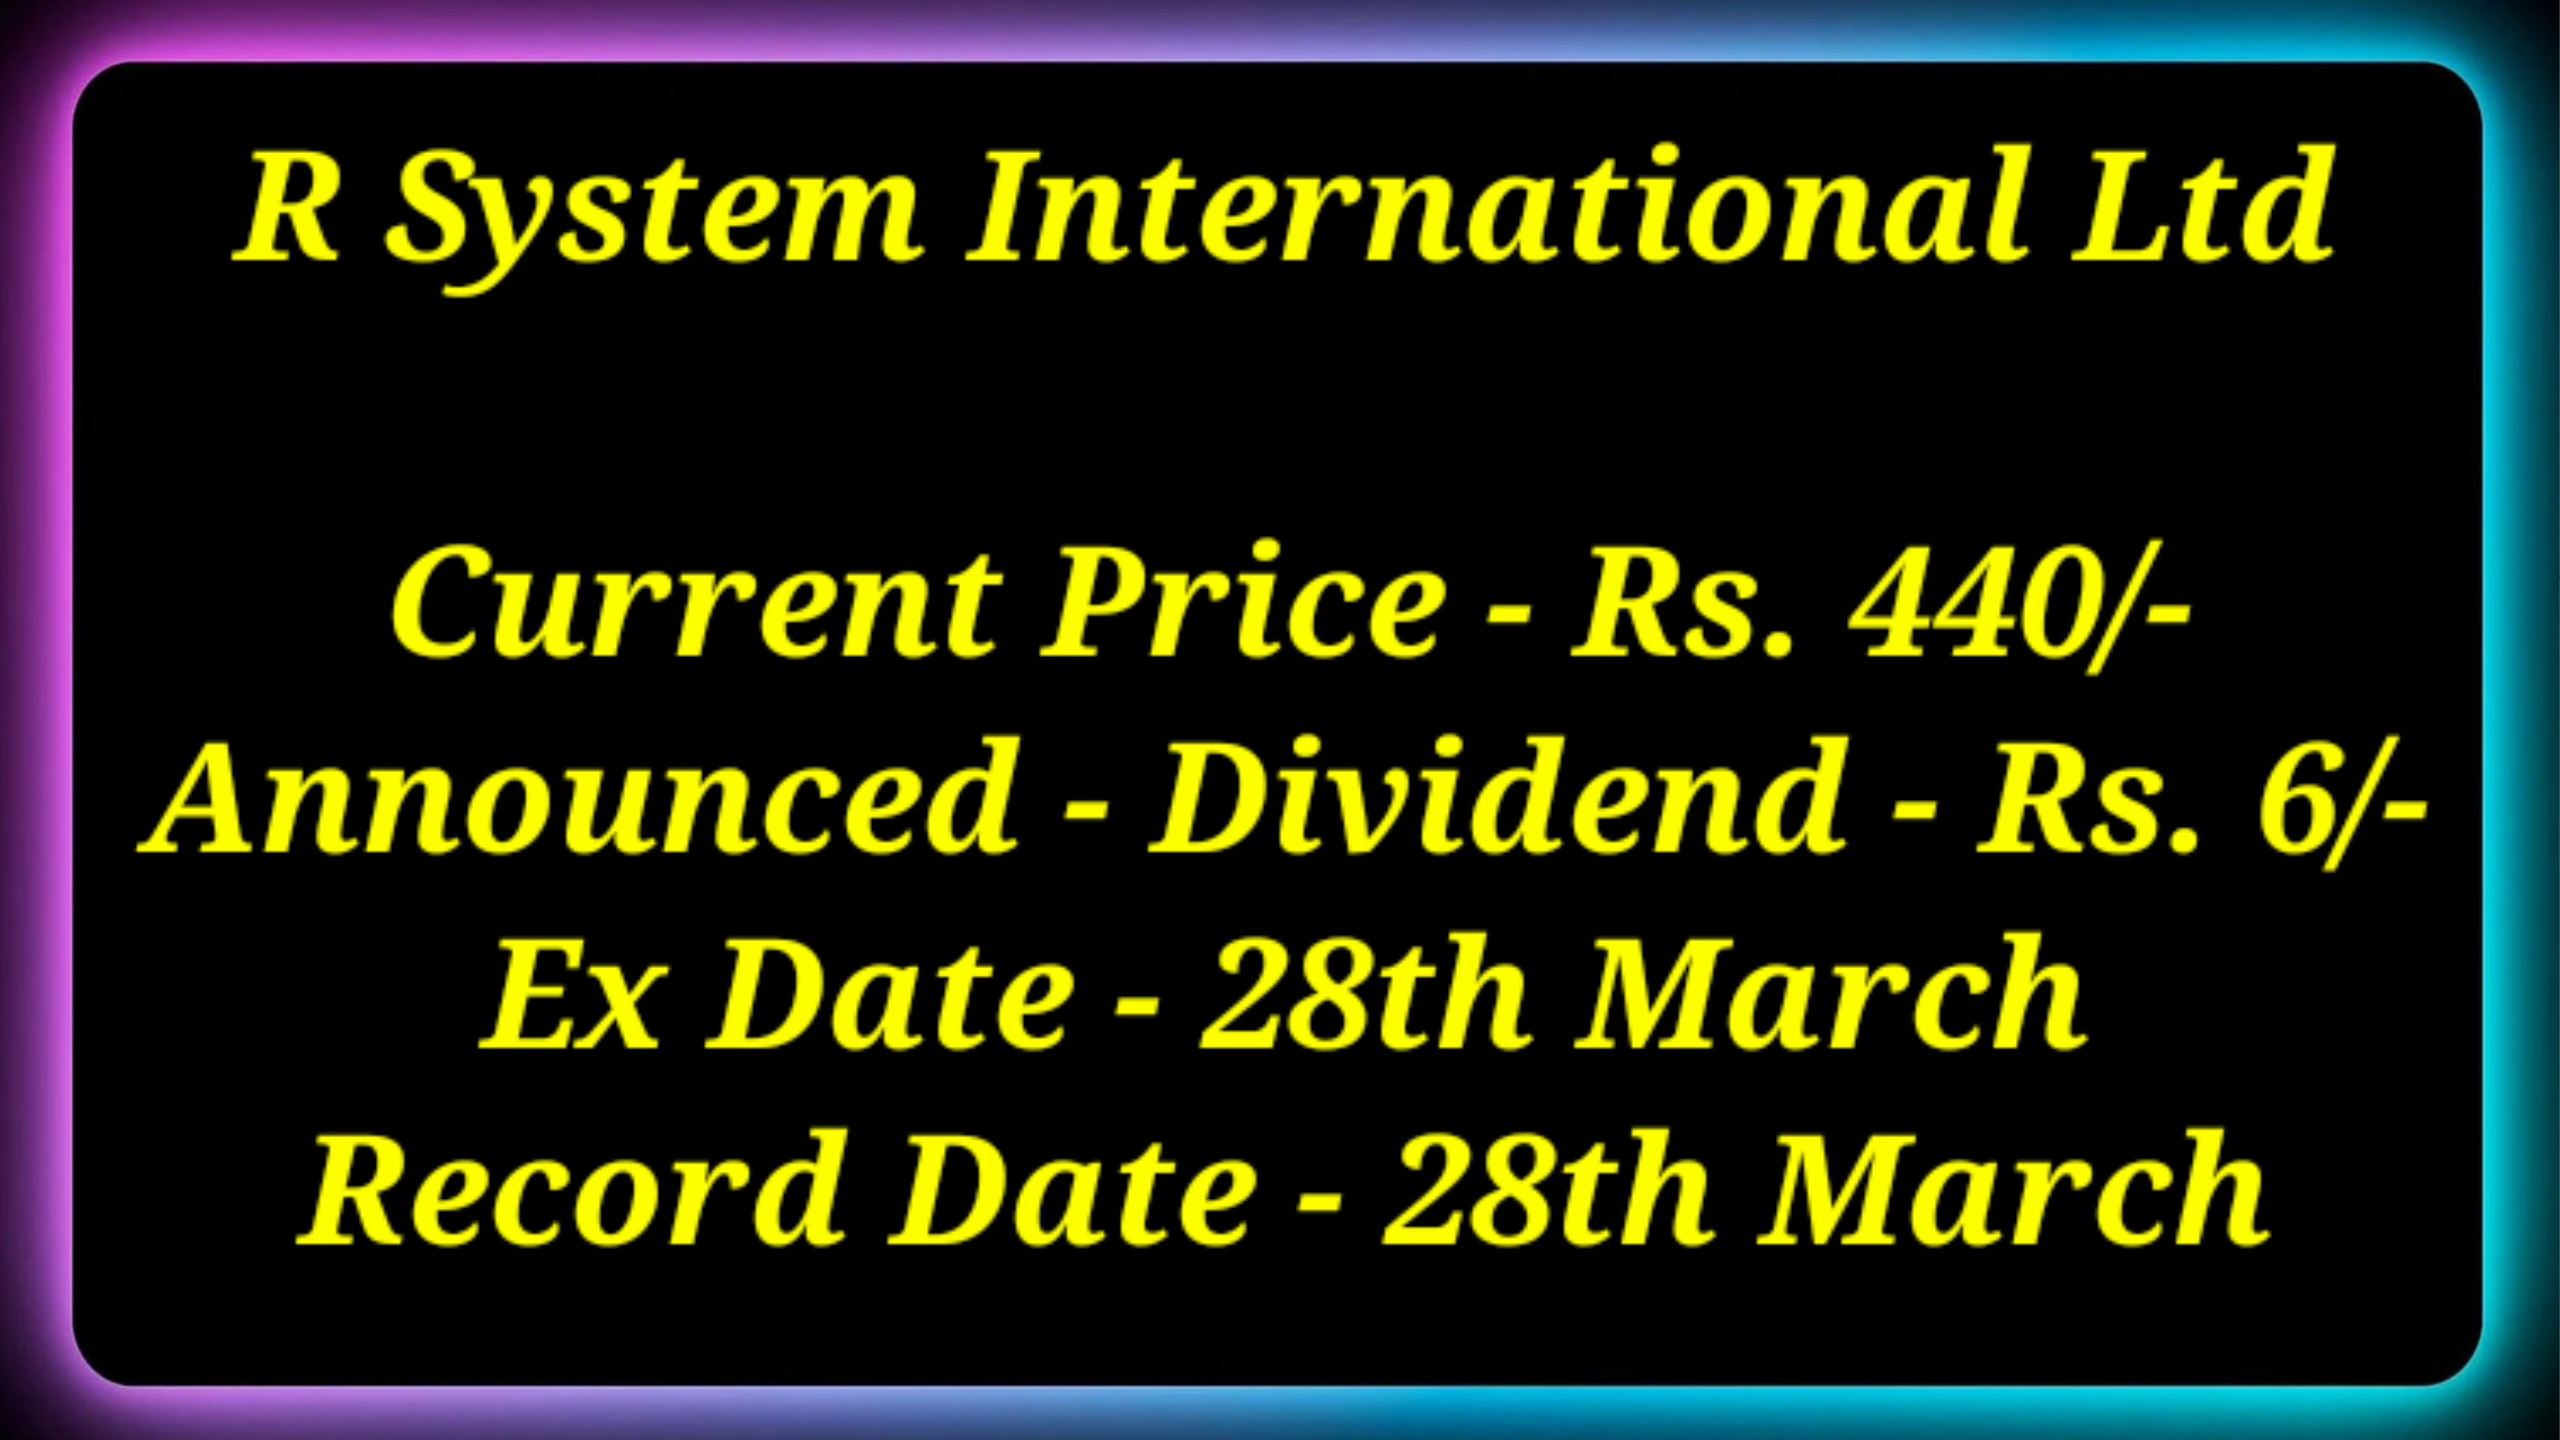 R System International Ltd
Current Price - Rs. 440/-
Announced - Dividend - Rs. 6/-
Ex Date - 28th March
Record Date - 28th March